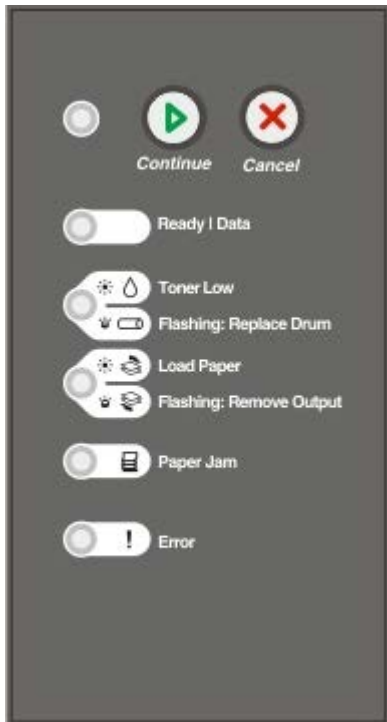 Continue Cancel
Ready | Data
Toner Low
Flashing: Replace Drum
Load Paper
Flashing: Remove Output
Paper Jam
! Error